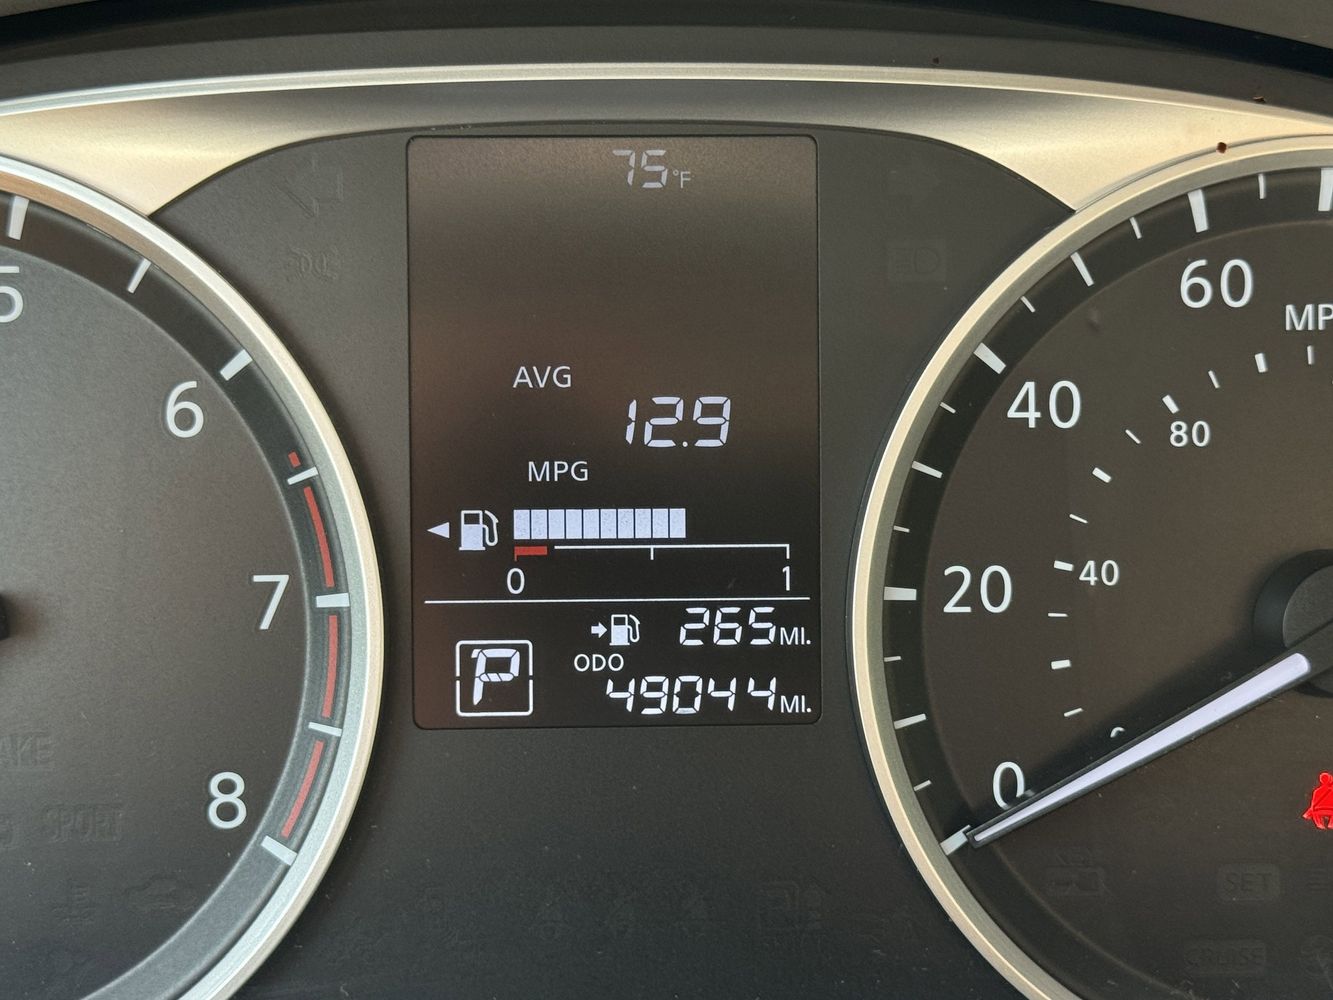 75°F
AVG
12.9
MPG
0 1
265 MI.
ODO
49044 MI.
P
5
6
7
8
60
40
20
0
80
40
SPORT
SET
CRUISE